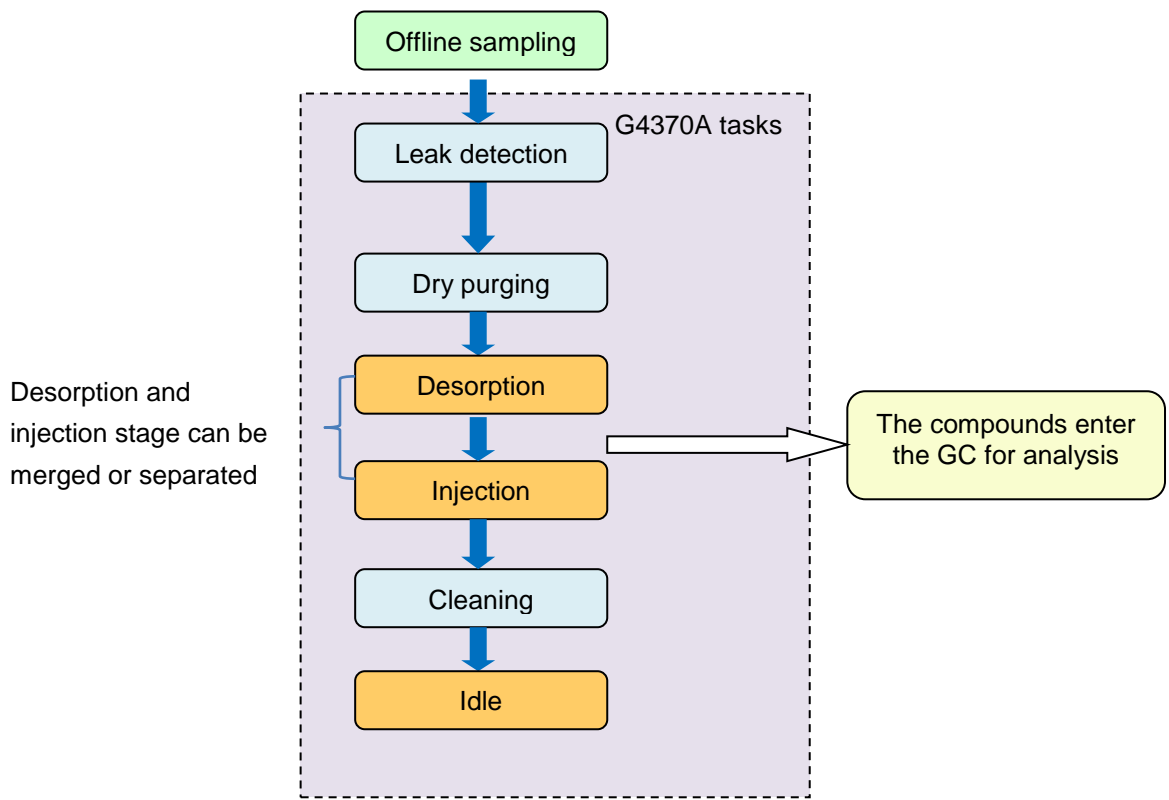 Offline sampling
G4370A tasks
Leak detection
Dry purging
Desorption
Desorption and
injection stage can be
merged or separated
The compounds enter
the GC for analysis
Injection
Cleaning
Idle